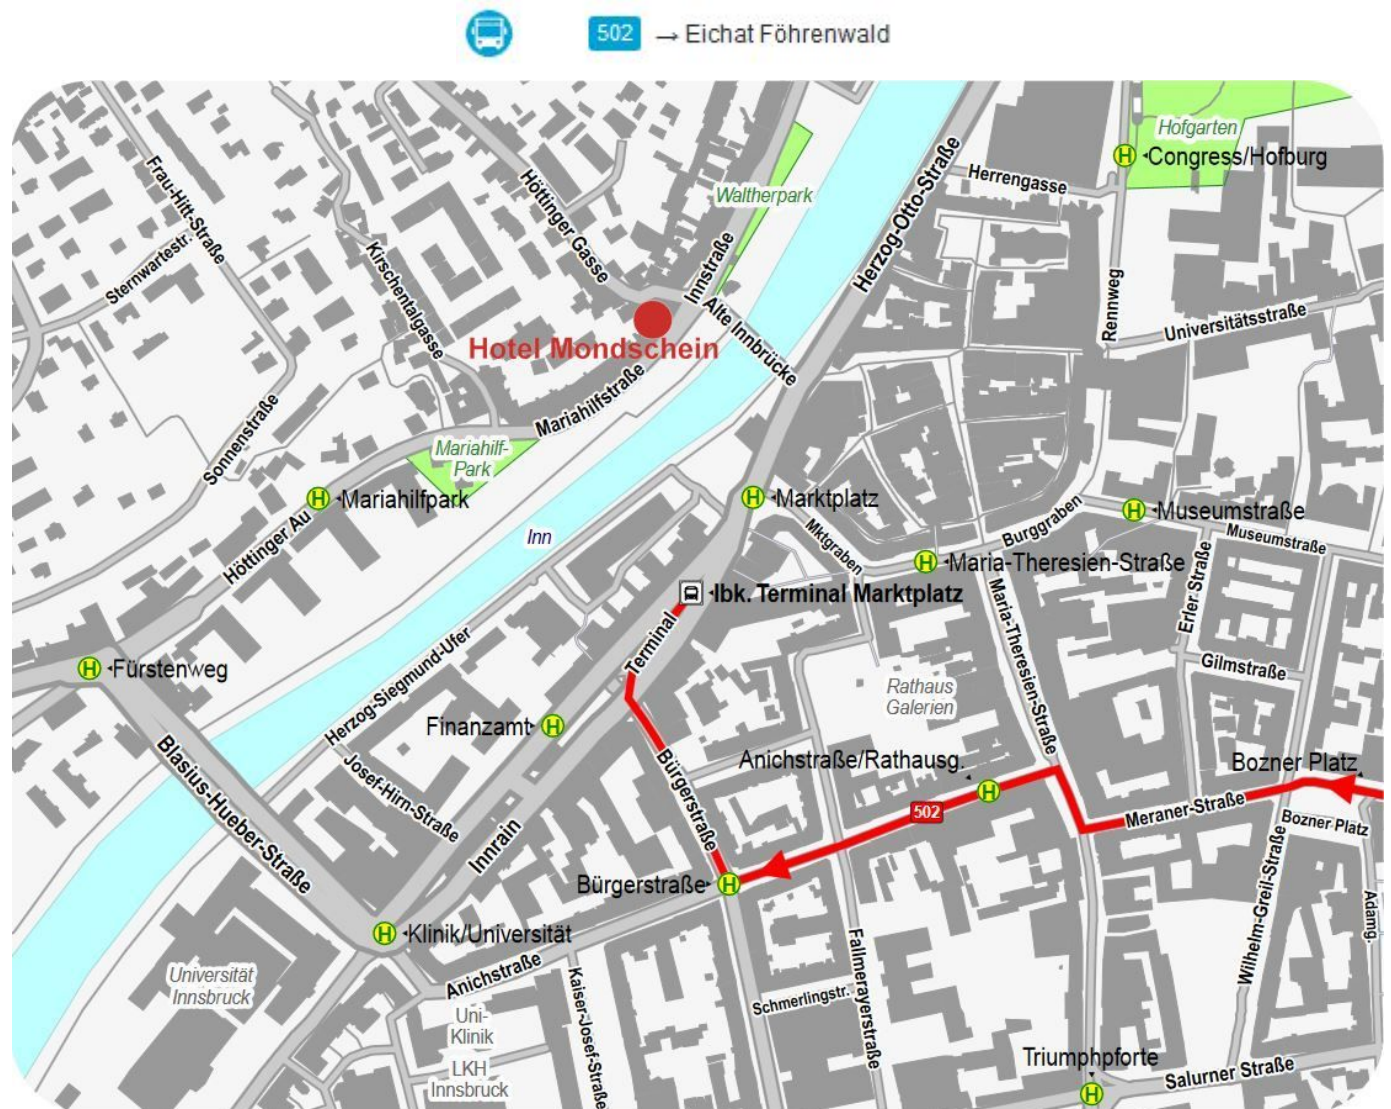 502 → Eichat Föhrenwald
Hofgarten
Congress/Hofburg
Frau-Hitt-Straße
Höttinger Gasse
Waltherpark
Herzog-Otto-Straße
Herrengasse
Sternwartestr.
Kirschentalgasse
Innstraße
Rennweg
Universitätsstraße
Alte Innbrücke
Hotel Mondschein
Mariahilfstraße
Sonnenstraße
Mariahilf-
Park
H
Mariahilfpark
H
Marktplatz
H
Museumstraße
Museumstraße
Burggraben
Mktgraben
Inn
Höttinger Au
H
Maria-Theresien-Straße
Maria-Theresien-Straße
Erler Straße
Ibk. Terminal Marktplatz
Terminal
Herzog-Siegmund-Ufer
H
Fürstenweg
Gilmstraße
Rathaus
Galerien
Finanzamt
H
Blasius-Hueber-Straße
Josef-Hirn-Straße
Bürgerstraße
Anichstraße/Rathausg.
H
Bozner Platz
502
Meraner-Straße
Bozner Platz
Innrain
Bürgerstraße
H
H
Klinik/Universität
Wilhelm-Greil-Straße
Adamg.
Universität
Innsbruck
Anichstraße
Kaiser-Josef-Straße
Fallmerayerstraße
Schmerlingstr.
Uni-
Klinik
LKH
Innsbruck
Triumphpforte
H
Salurner Straße
H